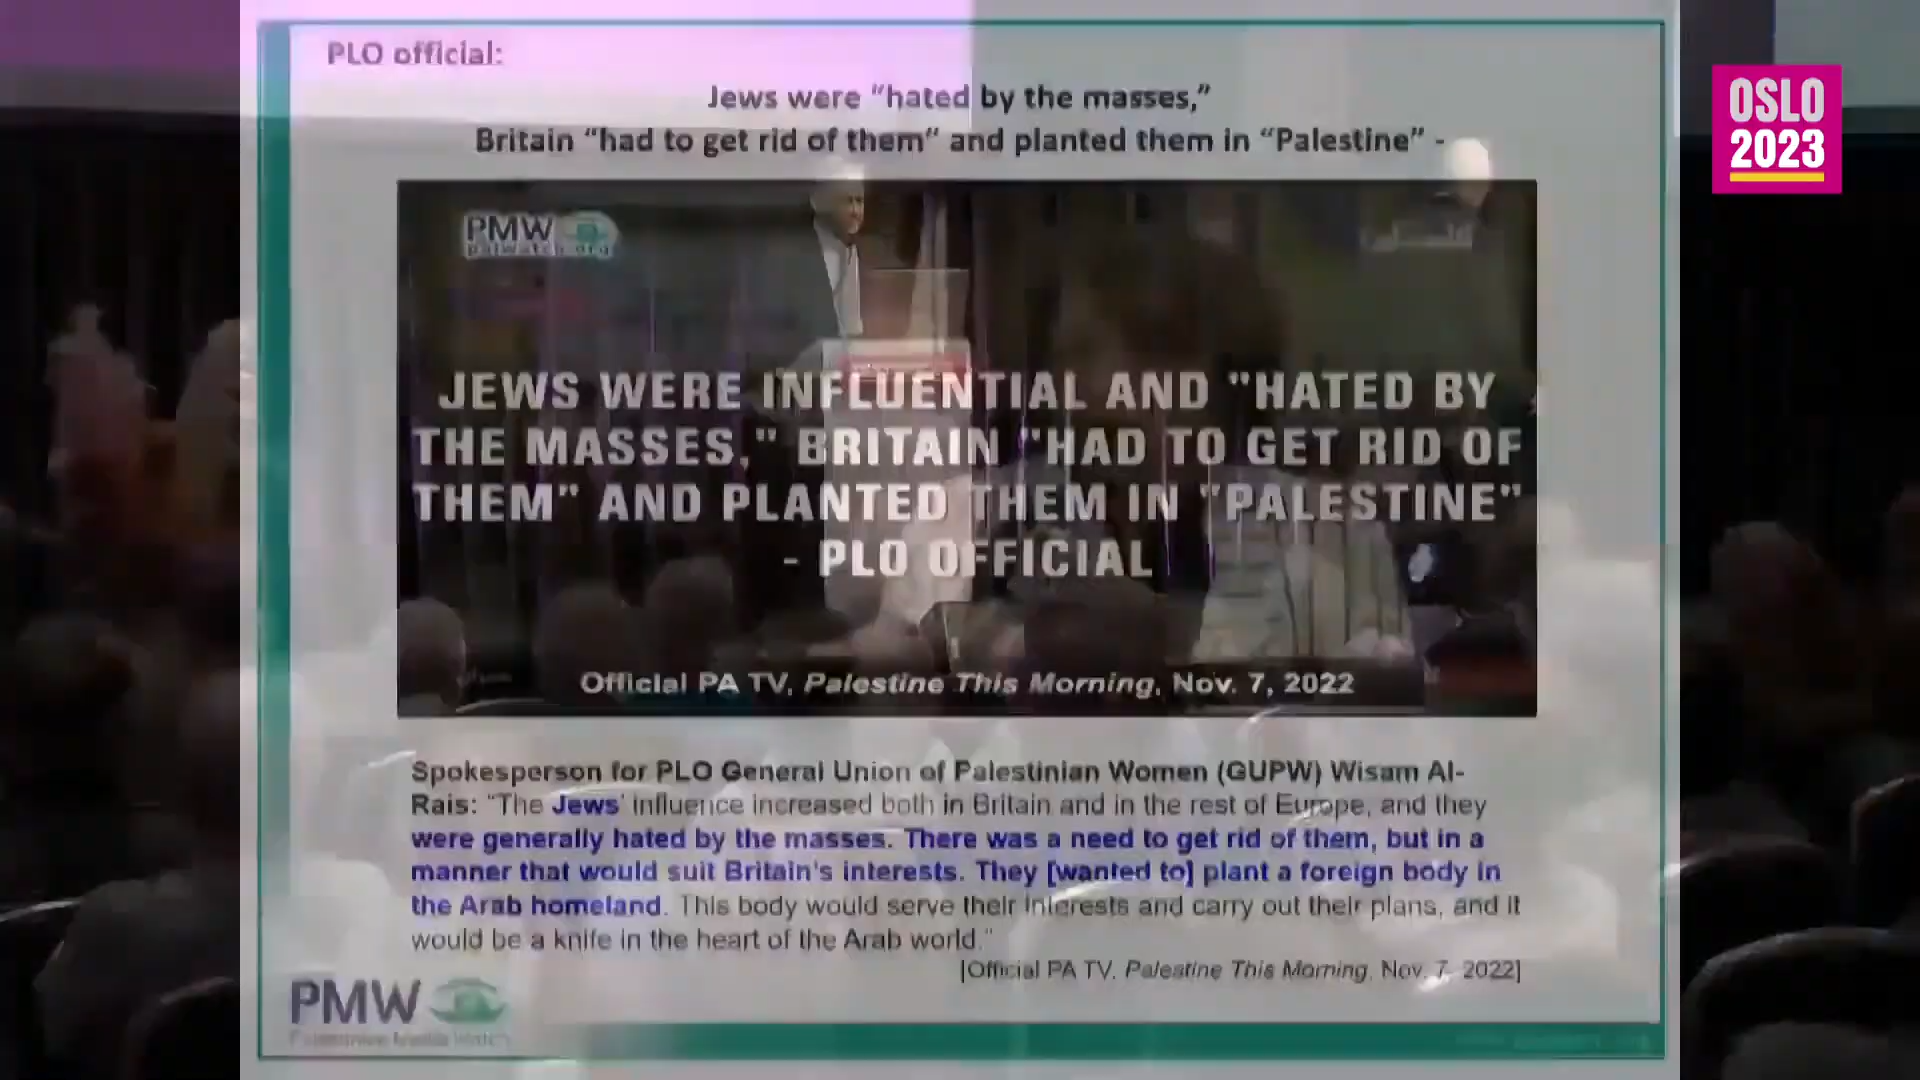 PLO official:
Jews were “hated by the masses,”
Britain “had to get rid of them” and planted them in “Palestine” -
OSLO
2023
PMW
palwatch.org
JEWS WERE INFLUENTIAL AND "HATED BY
THE MASSES," BRITAIN "HAD TO GET RID OF
THEM" AND PLANTED THEM IN "PALESTINE"
- PLO OFFICIAL
Official PA TV, Palestine This Morning, Nov. 7, 2022
Spokesperson for PLO General Union of Palestinian Women (GUPW) Wisam Al-
Rais: “The Jews’ influence increased both in Britain and in the rest of Europe, and they
were generally hated by the masses. There was a need to get rid of them, but in a
manner that would suit Britain’s interests. They [wanted to] plant a foreign body in
the Arab homeland. This body would serve their interests and carry out their plans, and it
would be a knife in the heart of the Arab world.”
[Official PA TV, Palestine This Morning, Nov. 7, 2022]
PMW
Palestinian Media Watch